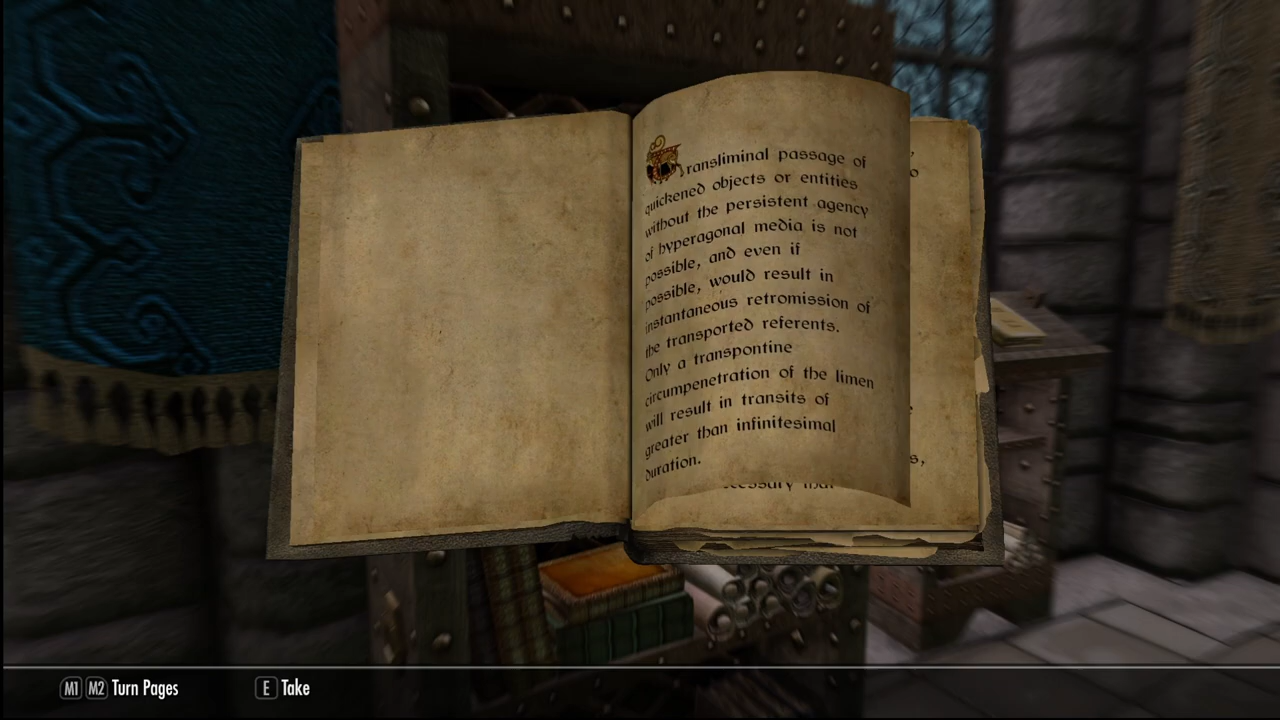 Transliminal passage of
quickened objects or entities
without the persistent agency
of hyperagonal media is not
possible, and even if
possible, would result in
instantaneous retromission of
the transported referents.
Only a transpontine
circumpenetration of the limen
will result in transits of
greater than infinitesimal
duration.
M1 M2 Turn Pages
E Take